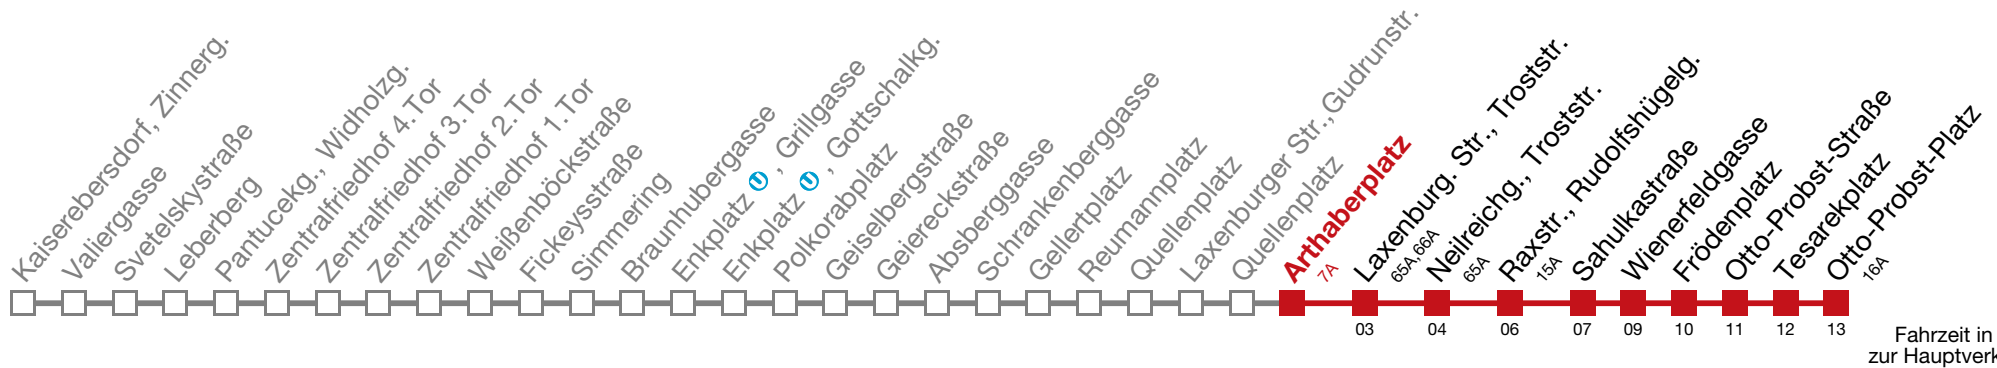 Kaiserebersdorf, Zinnerg.
Valiergasse
Svetelskystraße
Leberberg
Pantucekg., Widholzg.
Zentralfriedhof 4.Tor
Zentralfriedhof 3.Tor
Zentralfriedhof 2.Tor
Zentralfriedhof 1.Tor
Weißenböckstraße
Fickeysstraße
Simmering
Braunhubergasse
Enkplatz U, Grillgasse
Enkplatz U, Gottschalkg.
Polkorabplatz
Geiselbergstraße
Geiereckstraße
Absberggasse
Schrankenberggasse
Gellertplatz
Reumannplatz
Quellenplatz
Laxenburger Str.,Gudrunstr.
Quellenplatz
Arthaberplatz
7A
Laxenburg. Str., Troststr.
65A,66A
Neilreichg., Troststr.
65A
Raxstr., Rudolfshügelg.
15A
Sahulkastraße
Wienerfeldgasse
Frödenplatz
Otto-Probst-Straße
Tesarekplatz
Otto-Probst-Platz
16A
03 04 06 07 09 10 11 12 13
Fahrzeit in
zur Hauptverk